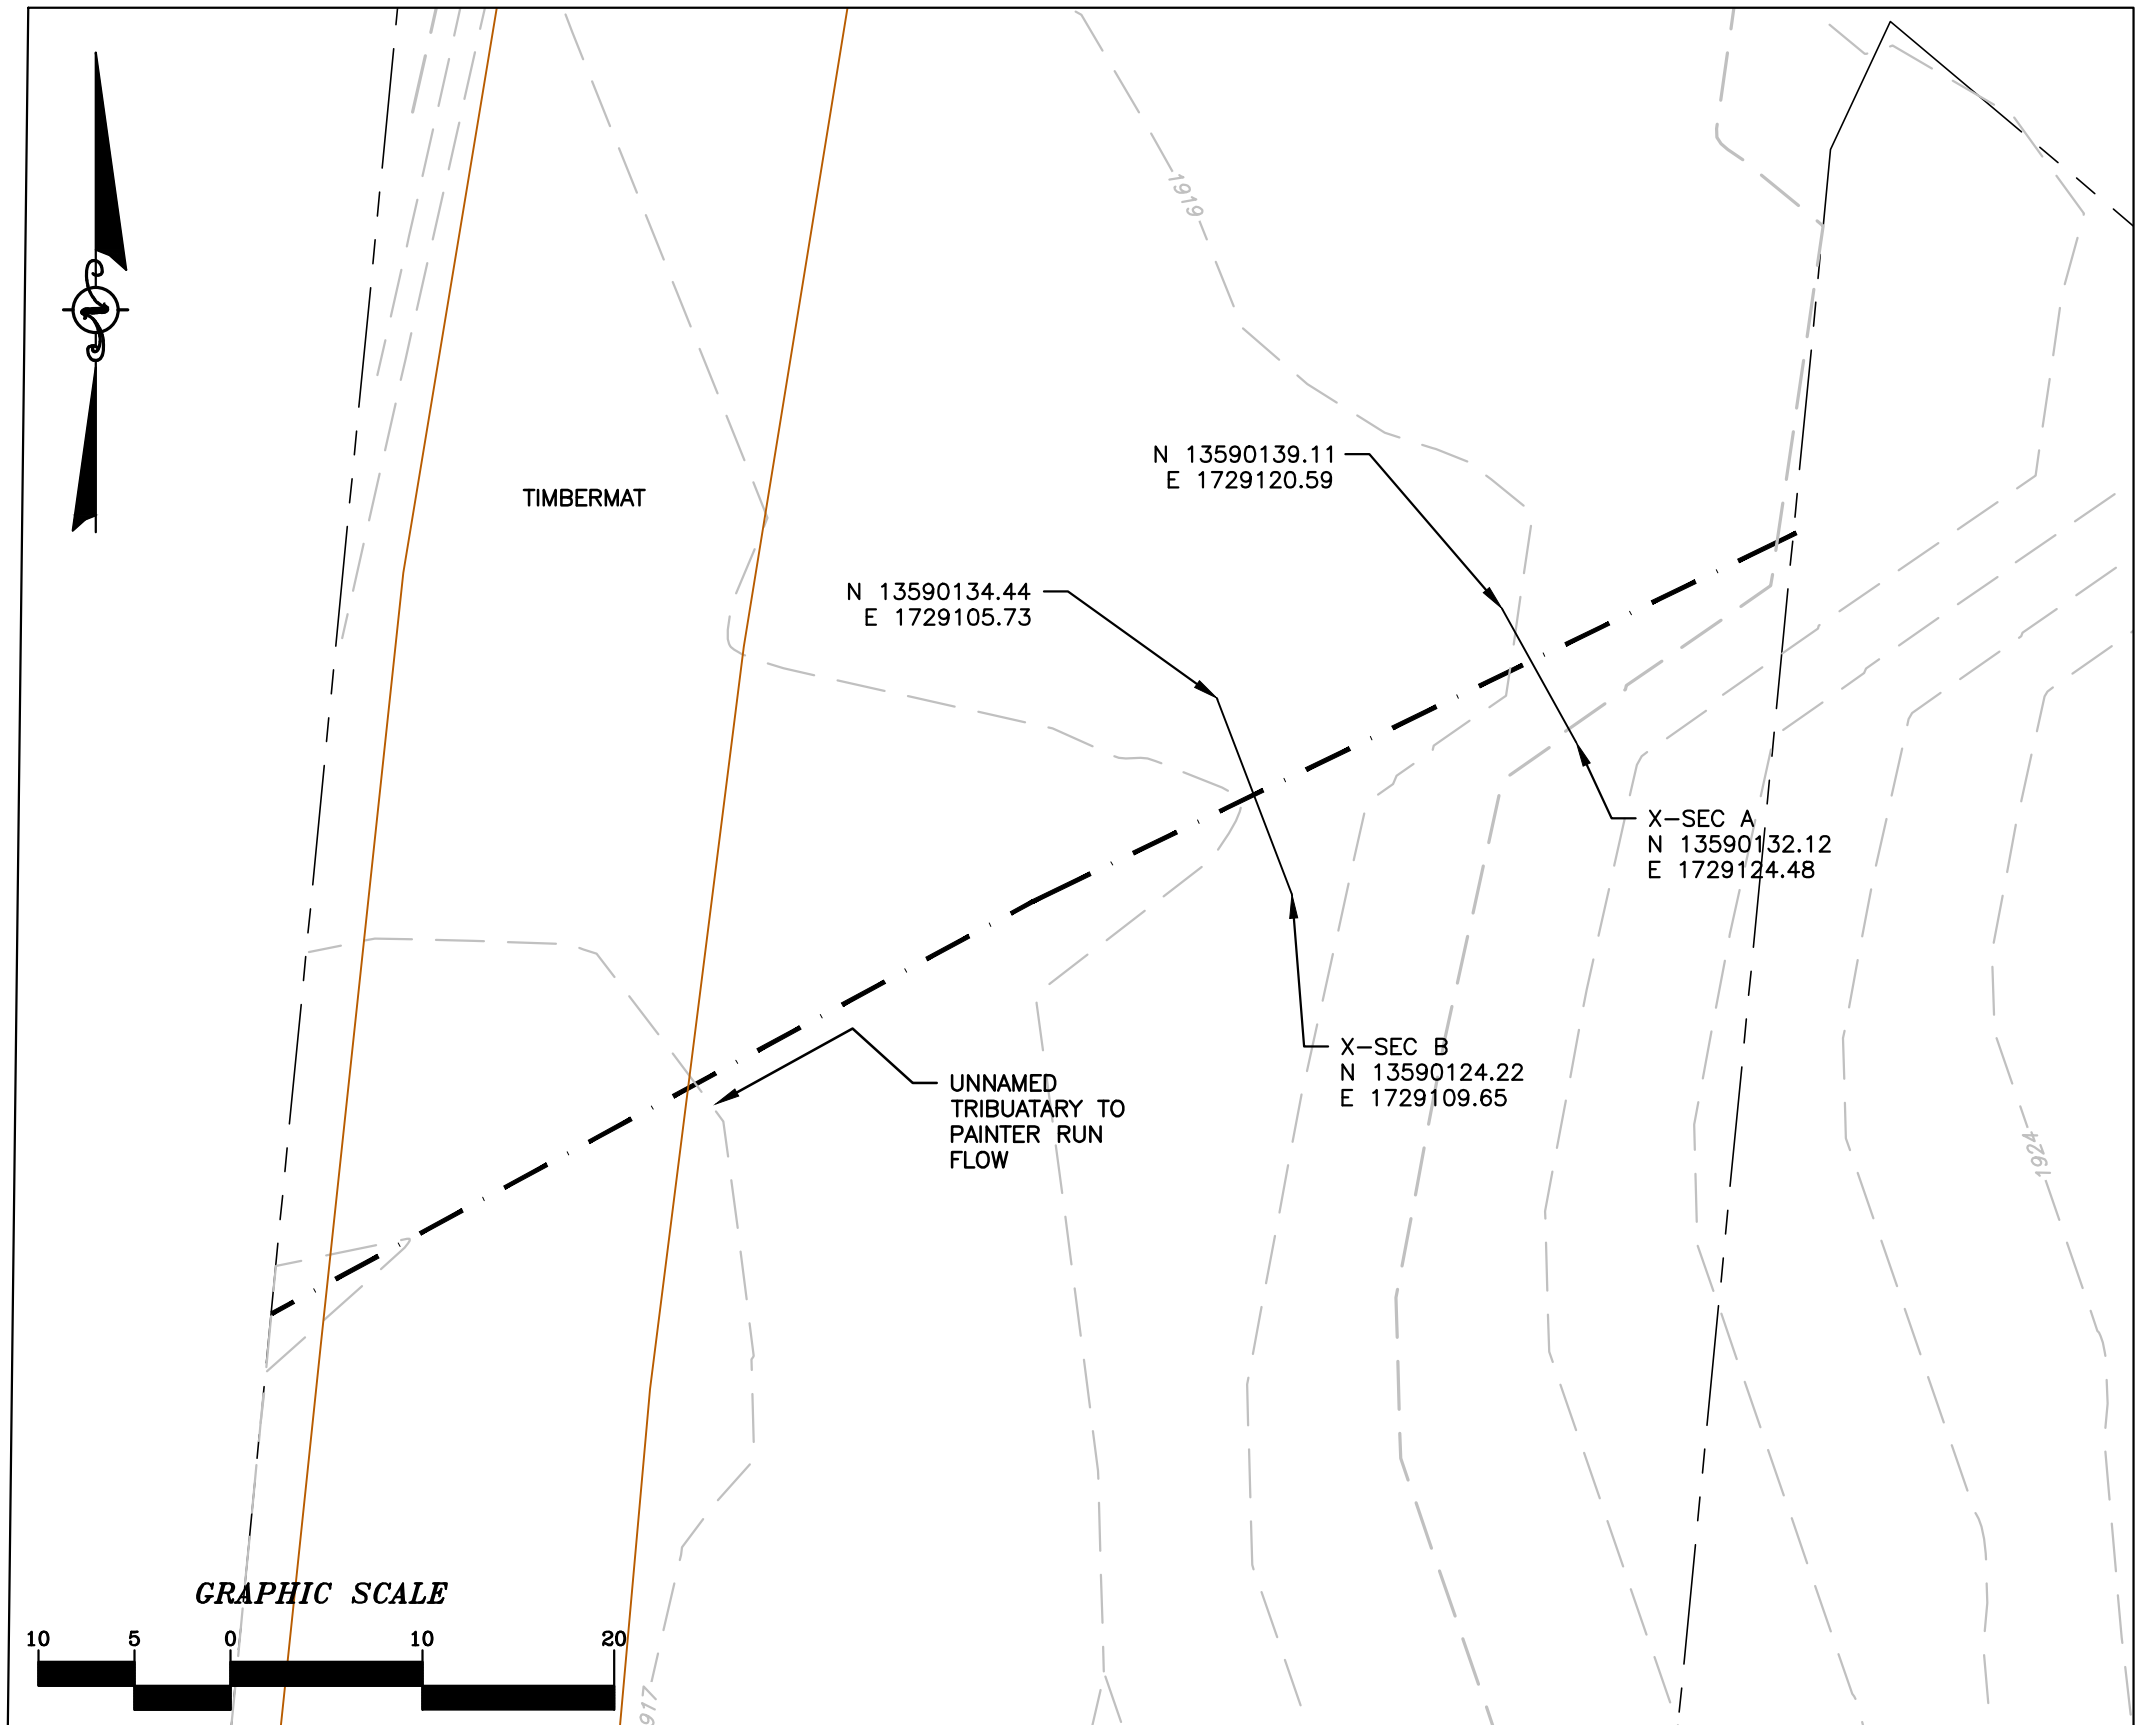 1919
N 13590139.11
E 1729120.59
TIMBERMAT
N 13590134.44
E 1729105.73
X-SEC A
N 13590132.12
E 1729124.48
X-SEC B
N 13590124.22
E 1729109.65
UNNAMED
TRIBUATARY TO
PAINTER RUN
FLOW
1924
GRAPHIC SCALE
10 5 0 10 20
917
N